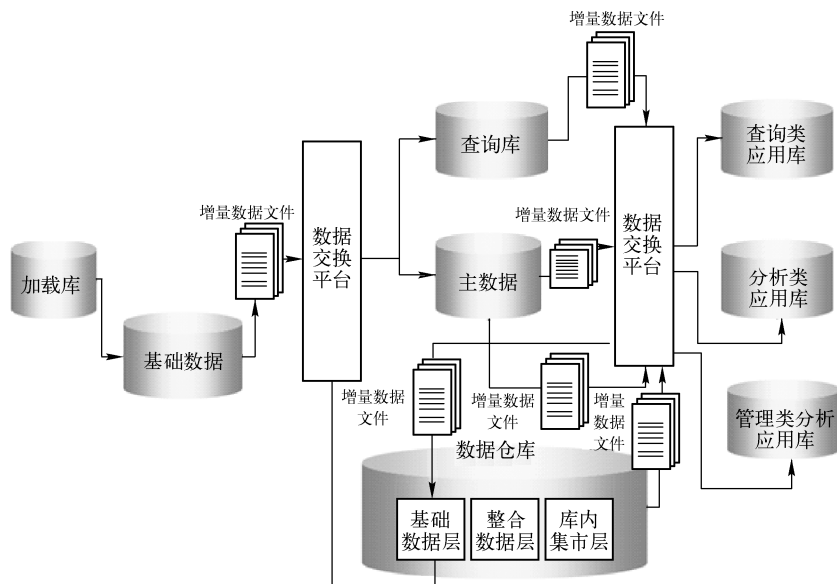 增量数据文件
查询库
查询类
应用库
增量数据文件
数据
交换
平台
增量数据文件
数据
交换
平台
加载库
主数据
分析类
应用库
基础数据
增量数据
文件
增量数据
文件
增量
数据
文件
管理类分析
应用库
数据仓库
基础
数据层
整合
数据层
库内
集市层